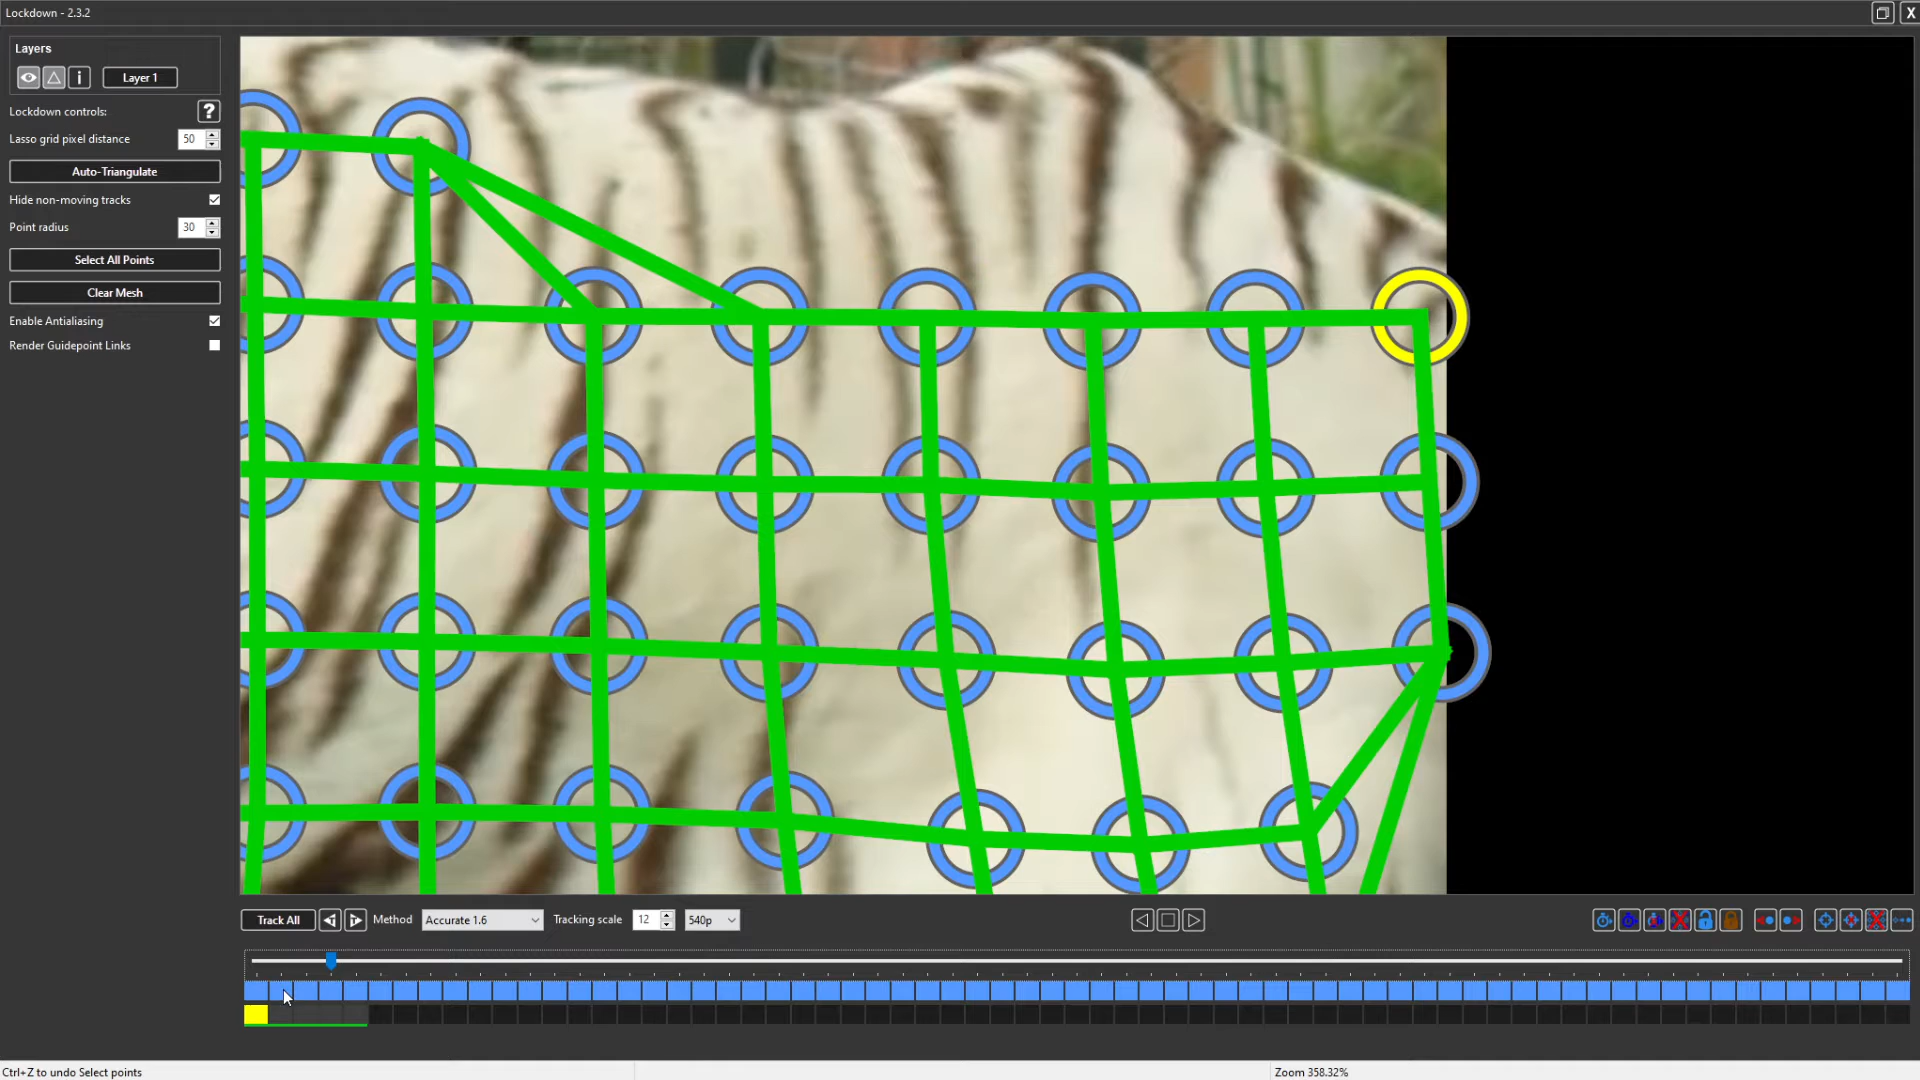 Lockdown - 2.3.2
X
Layers
i
Layer 1
Lockdown controls:
?
Lasso grid pixel distance
50
Auto-Triangulate
Hide non-moving tracks
Point radius
30
Select All Points
Clear Mesh
Enable Antialiasing
Render Guidepoint Links
Track All
Method
Accurate 1.6
Tracking scale
12
540p
Ctrl+Z to undo Select points
Zoom 358.32%